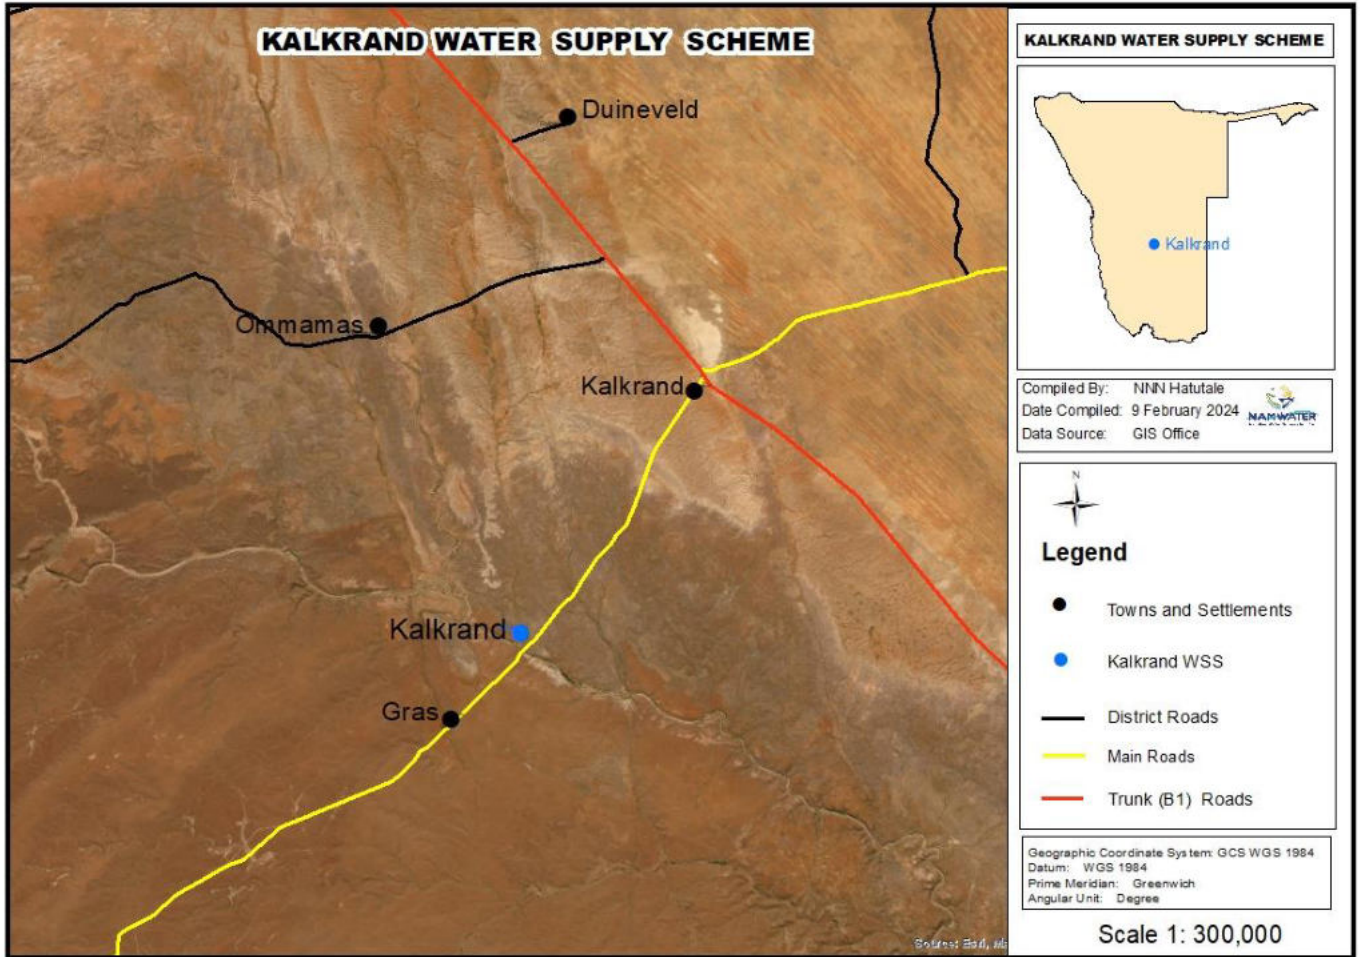 KALKRAND WATER SUPPLY SCHEME
Duineveld
Ommamas
Kalkrand
Kalkrand
Gras
Source: Esri, Ma
KALKRAND WATER SUPPLY SCHEME
Kalkrand
Compiled By: NNN Hatutale
Date Compiled: 9 February 2024
Data Source: GIS Office
NAMWATER
N
Legend
Towns and Settlements
Kalkrand WSS
District Roads
Main Roads
Trunk (B1) Roads
Geographic Coordinate System: GCS WGS 1984
Datum: WGS 1984
Prime Meridian: Greenwich
Angular Unit: Degree
Scale 1: 300,000